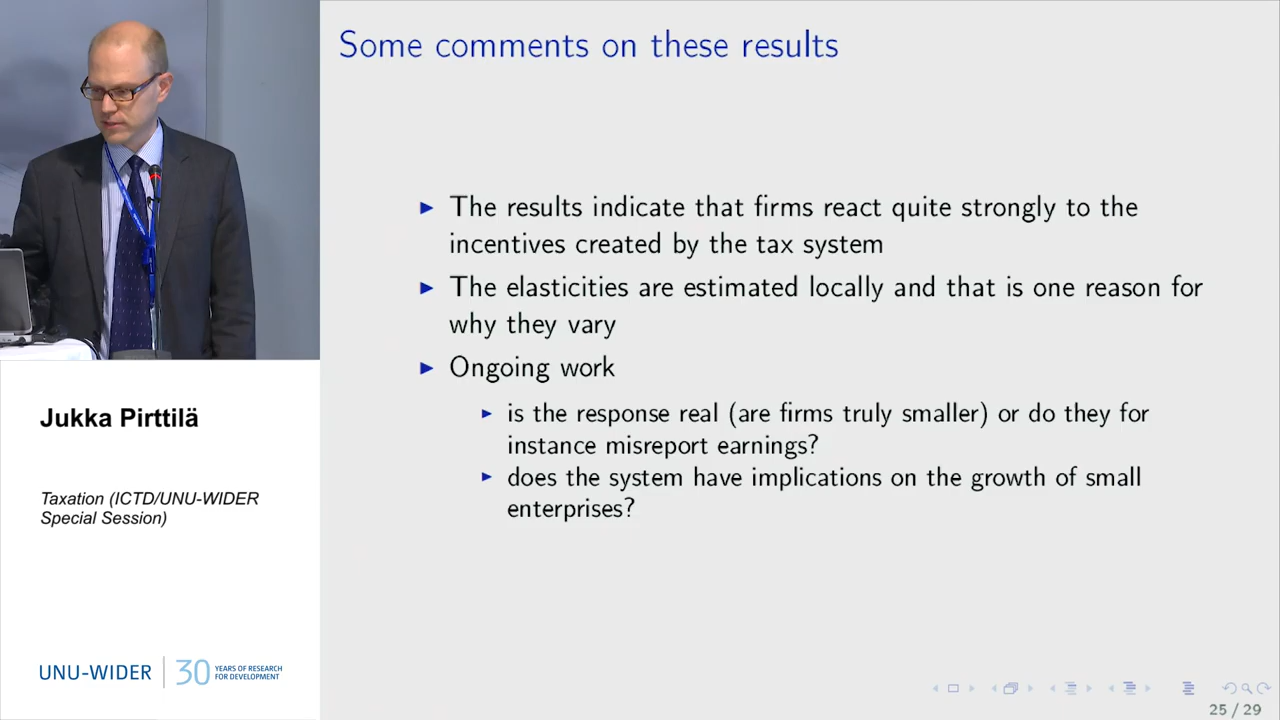 Some comments on these results
The results indicate that firms react quite strongly to the
incentives created by the tax system
The elasticities are estimated locally and that is one reason for
why they vary
Ongoing work
is the response real (are firms truly smaller) or do they for
instance misreport earnings?
does the system have implications on the growth of small
enterprises?
25 / 29
Jukka Pirttilä
Taxation (ICTD/UNU-WIDER
Special Session)
UNU-WIDER
30 YEARS OF RESEARCH
FOR DEVELOPMENT